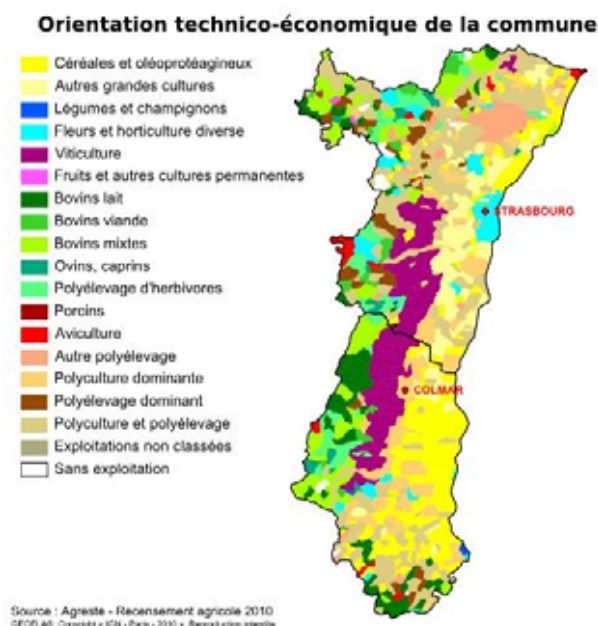 Orientation technico-économique de la commune
Céréales et oléoprotéagineux
Autres grandes cultures
Légumes et champignons
Fleurs et horticulture diverse
Viticulture
Fruits et autres cultures permanentes
Bovins lait
Bovins viande
Bovins mixtes
Ovins, caprins
Polyélevage d'herbivores
Porcins
Aviculture
Autre polyélevage
Polyculture dominante
Polyélevage dominant
Polyculture et polyélevage
Exploitations non classées
Sans exploitation
STRASBOURG
COLMAR
Source : Agreste - Recensement agricole 2010
IGN - Paris - 2010